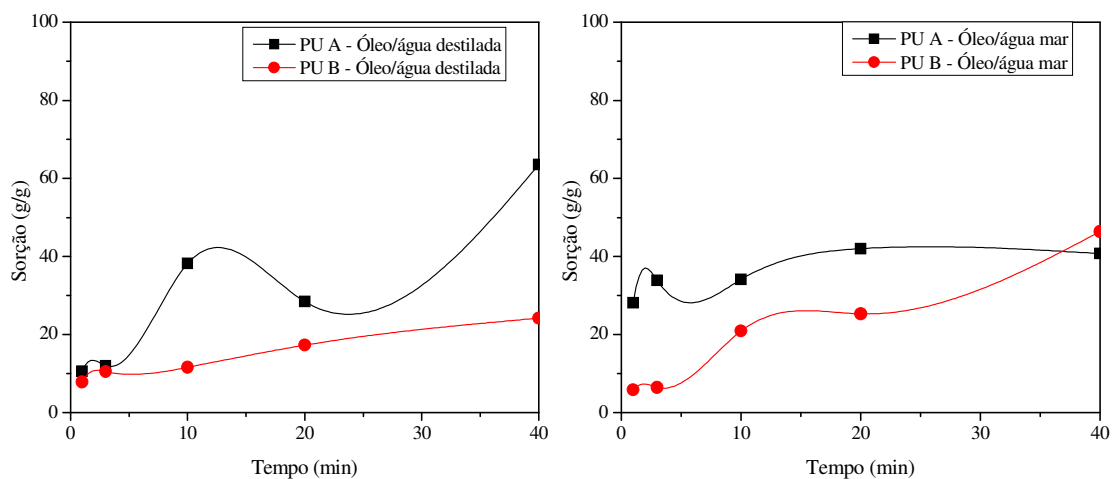 100
80
60
40
20
0
Sorção (g/g)
0
10
20
30
40
Tempo (min)
PU A - Óleo/água destilada
PU B - Óleo/água destilada
100
80
60
40
20
0
Sorção (g/g)
0
10
20
30
40
Tempo (min)
PU A - Óleo/água mar
PU B - Óleo/água mar